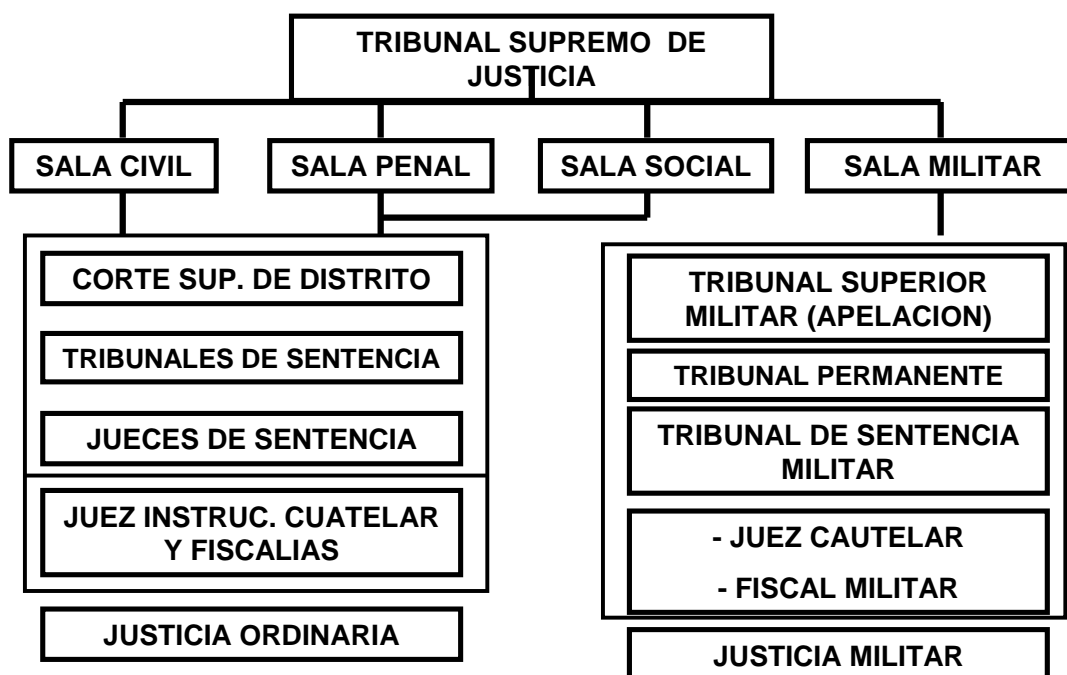 TRIBUNAL SUPREMO DE
JUSTICIA
SALA CIVIL
SALA PENAL
SALA SOCIAL
SALA MILITAR
CORTE SUP. DE DISTRITO
TRIBUNALES DE SENTENCIA
JUECES DE SENTENCIA
JUEZ INSTRUC. CUATELAR
Y FISCALIAS
JUSTICIA ORDINARIA
TRIBUNAL SUPERIOR
MILITAR (APELACION)
TRIBUNAL PERMANENTE
TRIBUNAL DE SENTENCIA
MILITAR
- JUEZ CAUTELAR
- FISCAL MILITAR
JUSTICIA MILITAR